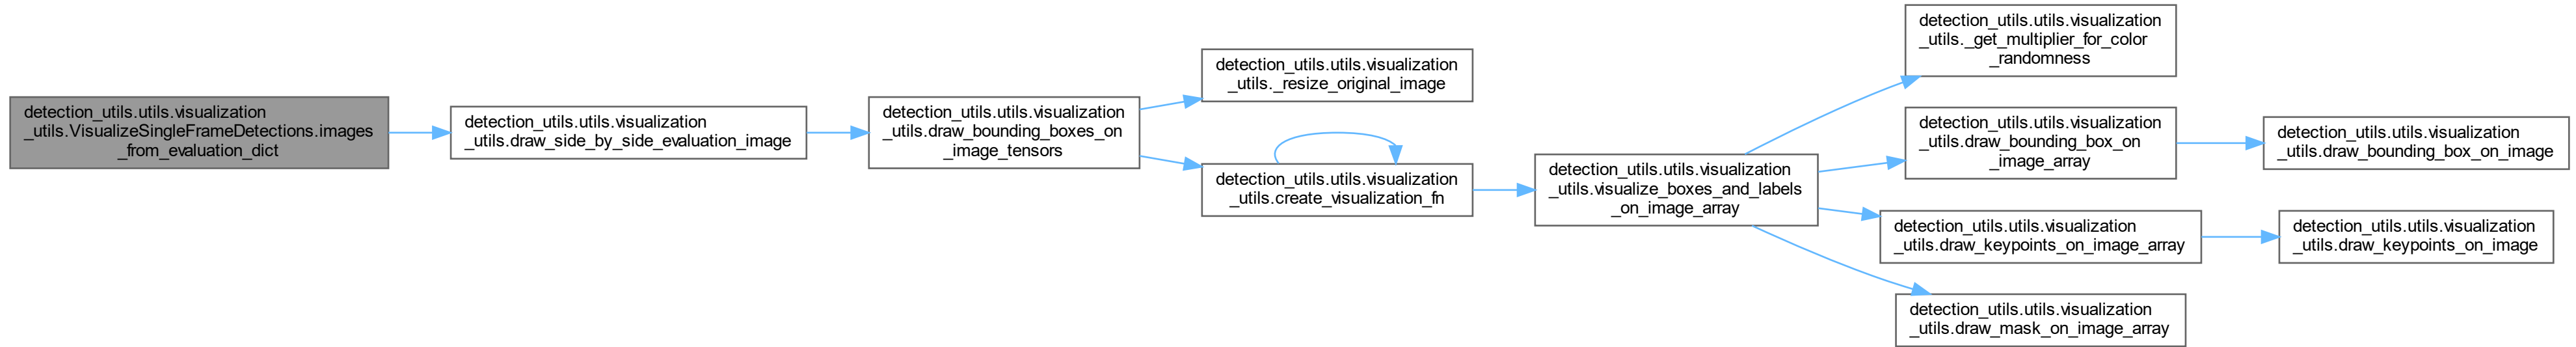 detection_utils.utils.visualization
_utils.VisualizeSingleFrameDetections.images
_from_evaluation_dict
detection_utils.utils.visualization
_utils.draw_side_by_side_evaluation_image
detection_utils.utils.visualization
_utils.draw_bounding_boxes_on
_image_tensors
detection_utils.utils.visualization
_utils._resize_original_image
detection_utils.utils.visualization
_utils.create_visualization_fn
detection_utils.utils.visualization
_utils.visualize_boxes_and_labels
_on_image_array
detection_utils.utils.visualization
_utils._get_multiplier_for_color
_randomness
detection_utils.utils.visualization
_utils.draw_bounding_box_on
_image_array
detection_utils.utils.visualization
_utils.draw_bounding_box_on_image
detection_utils.utils.visualization
_utils.draw_keypoints_on_image_array
detection_utils.utils.visualization
_utils.draw_keypoints_on_image
detection_utils.utils.visualization
_utils.draw_mask_on_image_array